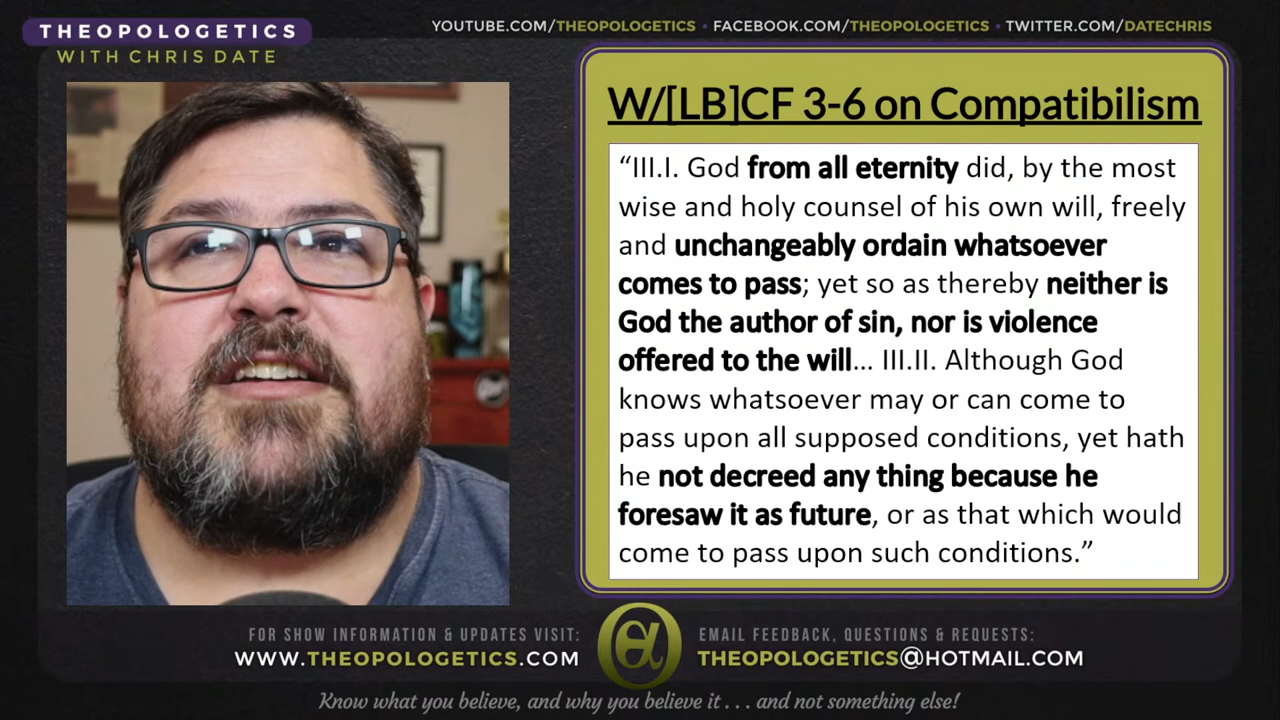 THEOPOLOGETICS
WITH CHRIS DATE
YOUTUBE.COM/THEOPOLOGETICS • FACEBOOK.COM/THEOPOLOGETICS • TWITTER.COM/DATECHRIS
W/[LB]CF 3-6 on Compatibilism
“III.I. God from all eternity did, by the most
wise and holy counsel of his own will, freely
and unchangeably ordain whatsoever
comes to pass; yet so as thereby neither is
God the author of sin, nor is violence
offered to the will… III.II. Although God
knows whatsoever may or can come to
pass upon all supposed conditions, yet hath
he not decreed any thing because he
foresaw it as future, or as that which would
come to pass upon such conditions.”
FOR SHOW INFORMATION & UPDATES VISIT:
WWW.THEOPOLOGETICS.COM
EMAIL FEEDBACK, QUESTIONS & REQUESTS:
THEOPOLOGETICS@HOTMAIL.COM
Know what you believe, and why you believe it . . . and not something else!